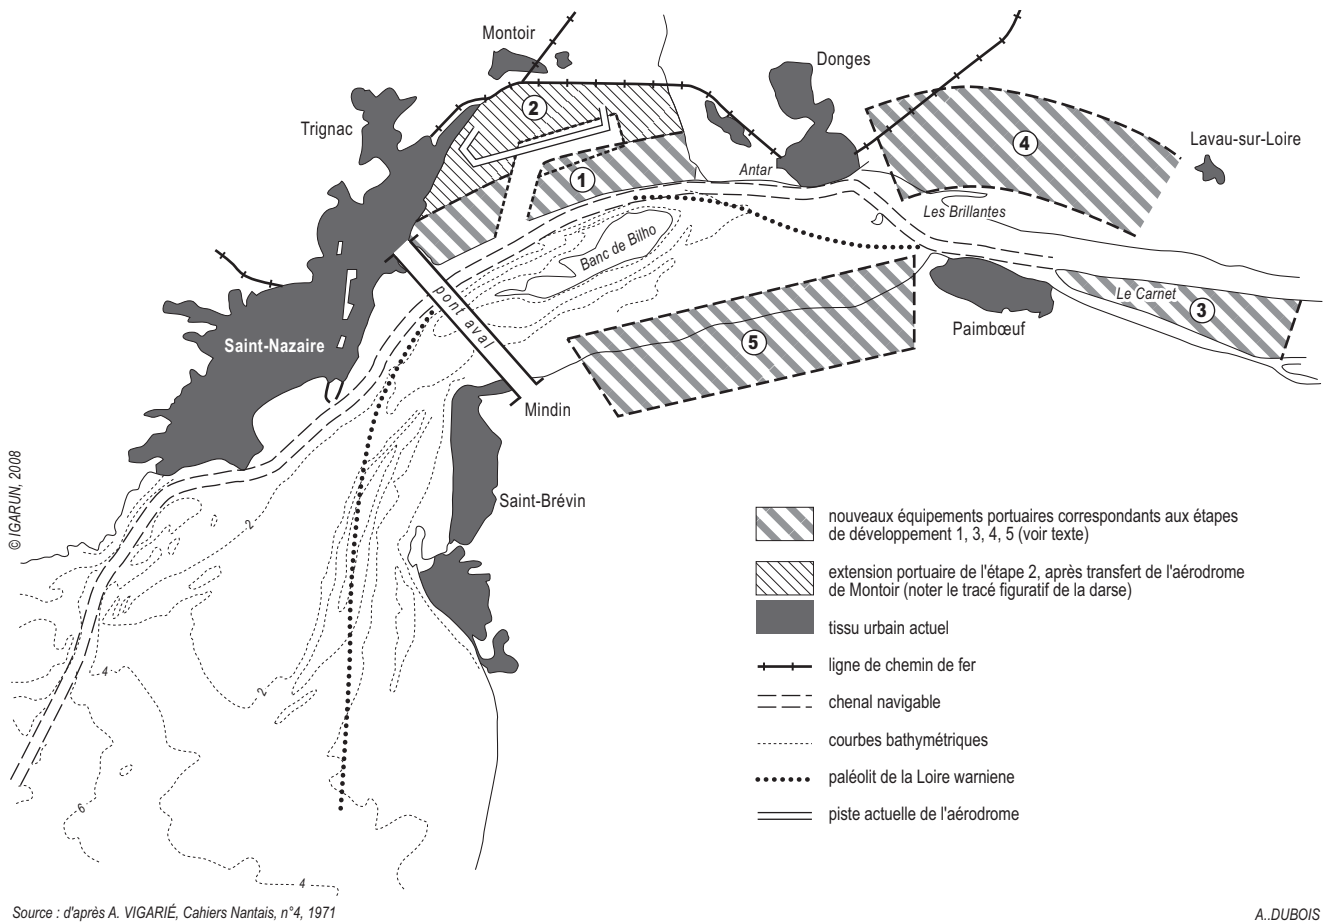 Montoir
Donges
Trignac
2
4
Lavau-sur-Loire
Antar
1
Les Brillantes
Banc de Bilho
pont aval
Le Carnet
3
Saint-Nazaire
5
Paimbœuf
Mindin
Saint-Brévin
2
2
4
6
4
© IGARUN, 2008
nouveaux équipements portuaires correspondants aux étapes
de développement 1, 3, 4, 5 (voir texte)
extension portuaire de l'étape 2, après transfert de l'aérodrome
de Montoir (noter le tracé figuratif de la darse)
tissu urbain actuel
ligne de chemin de fer
chenal navigable
courbes bathymétriques
paléolit de la Loire warniene
piste actuelle de l'aérodrome
Source : d'après A. VIGARIÉ, Cahiers Nantais, n°4, 1971
A..DUBOIS